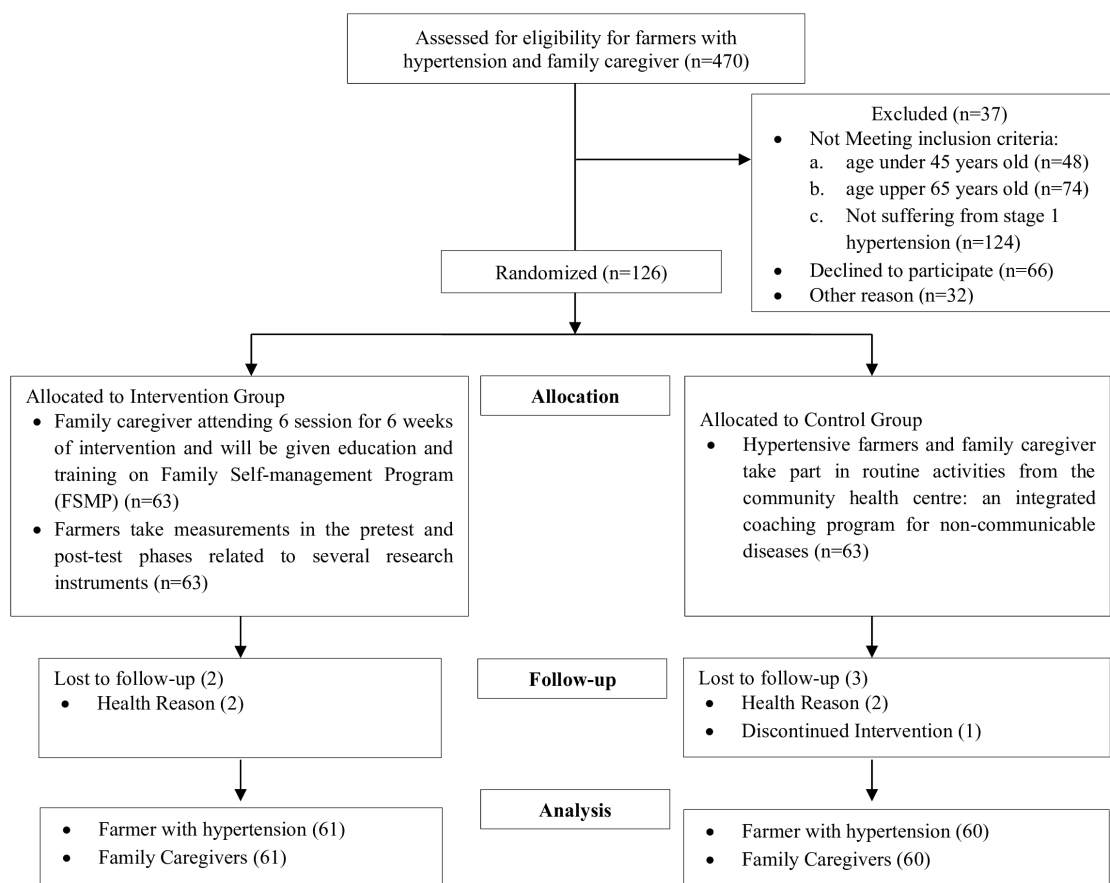 Assessed for eligibility for farmers with
hypertension and family caregiver (n=470)
Excluded (n=37)
• Not Meeting inclusion criteria:
a. age under 45 years old (n=48)
b. age upper 65 years old (n=74)
c. Not suffering from stage 1
hypertension (n=124)
• Declined to participate (n=66)
• Other reason (n=32)
Randomized (n=126)
Allocated to Intervention Group
• Family caregiver attending 6 session for 6 weeks
of intervention and will be given education and
training on Family Self-management Program
(FSMP) (n=63)
• Farmers take measurements in the pretest and
post-test phases related to several research
instruments (n=63)
Allocation
Allocated to Control Group
• Hypertensive farmers and family caregiver
take part in routine activities from the
community health centre: an integrated
coaching program for non-communicable
diseases (n=63)
Lost to follow-up (2)
• Health Reason (2)
Follow-up
Lost to follow-up (3)
• Health Reason (2)
• Discontinued Intervention (1)
Analysis
• Farmer with hypertension (61)
• Family Caregivers (61)
• Farmer with hypertension (60)
• Family Caregivers (60)